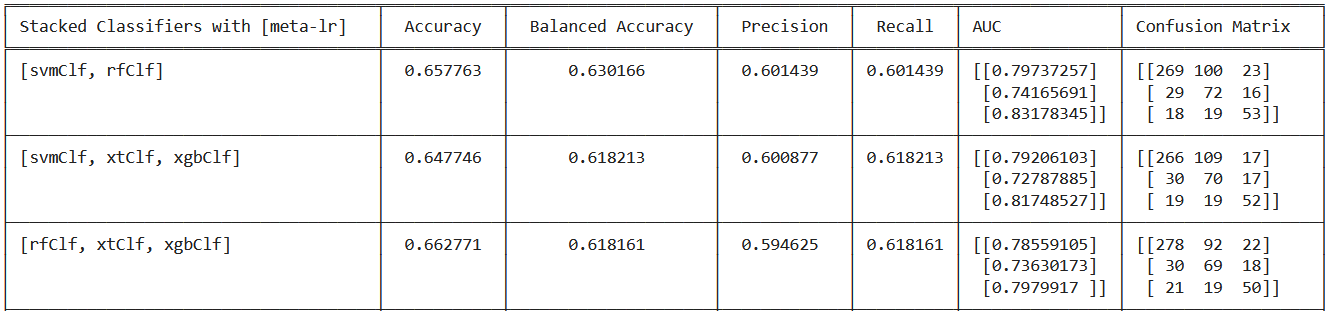 Stacked Classifiers with [meta-lr] Accuracy Balanced Accuracy Precision Recall AUC Confusion Matrix
[svmClf, rfClf] 0.657763 0.630166 0.601439 0.601439 [[0.79737257] [[269 100 23]
[0.74165691] [ 29 72 16]
[0.83178345]] [ 18 19 53]]
[svmClf, xtClf, xgbClf] 0.647746 0.618213 0.600877 0.618213 [[0.79206103] [[266 109 17]
[0.72787885] [ 30 70 17]
[0.81748527]] [ 19 19 52]]
[rfClf, xtClf, xgbClf] 0.662771 0.618161 0.594625 0.618161 [[0.78559105] [[278 92 22]
[0.73630173] [ 30 69 18]
[0.7979917 ]] [ 21 19 50]]